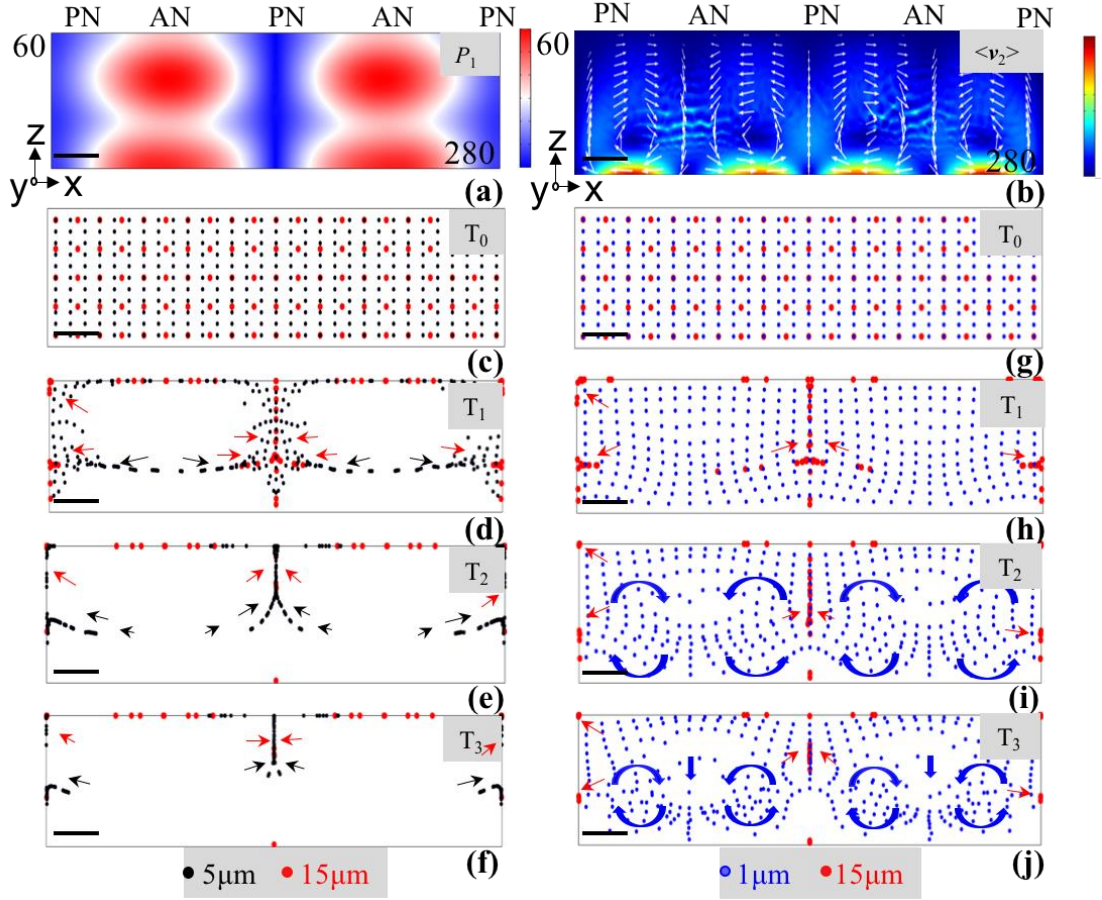 PN AN PN AN PN
60 P1
z
280
y x
(a)
PN AN PN AN PN
60 <v2>
z
280
y x
(b)
T0
(c)
T0
(g)
T1
(d)
T1
(h)
T2
(e)
T2
(i)
T3
(f)
T3
(j)
5μm 15μm
1μm 15μm